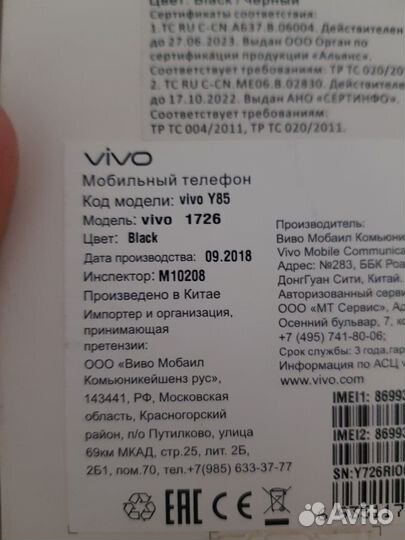 Цвет: Black / Черный
Сертификаты соответствия:
1.ТС RU C-CN.А637.В.06004. Действителен
до 27.06.2023. Выдан ООО Орган по
сертификации продукции «Альянс».
Соответствует требованиям: ТР ТС 020/201
2. ТС RU C-CN.МЕ06.В.02830. Действителе
до 17.10.2022. Выдан АНО «СЕРТИНФО».
Соответствует требованиям:
ТР ТС 004/2011, ТР ТС 020/2011.
vivo
Мобильный телефон
Код модели: vivo Y85
Модель: vivo 1726
Цвет: Black
Дата производства: 09.2018
Инспектор: M10208
Произведено в Китае
Импортер и организация,
принимающая
претензии:
ООО «Виво Мобаил
Комьюникейшенз рус»,
143441, РФ, Московская
область, Красногорский
район, п/о Путилково, улица
69км МКАД, стр.25, лит. 2Б,
2Б1, пом.70, тел.+7(985) 633-37-77
Производитель:
Виво Мобаил Комьюни
Vivo Mobile Communica
Адрес: №283, ББК Роа
ДонгГуан Сити, Китай.
Авторизованный серви
ООО «МТ Сервис», Ад
Осенний бульвар, 7, ко
+7 (495) 741-80-06;
Срок службы: 3 года,гар
Информация по АСЦ v
www.vivo.com
IMEI1: 86993
IMEI2: 86993
SN:Y726RIO
EAC CE
Avito